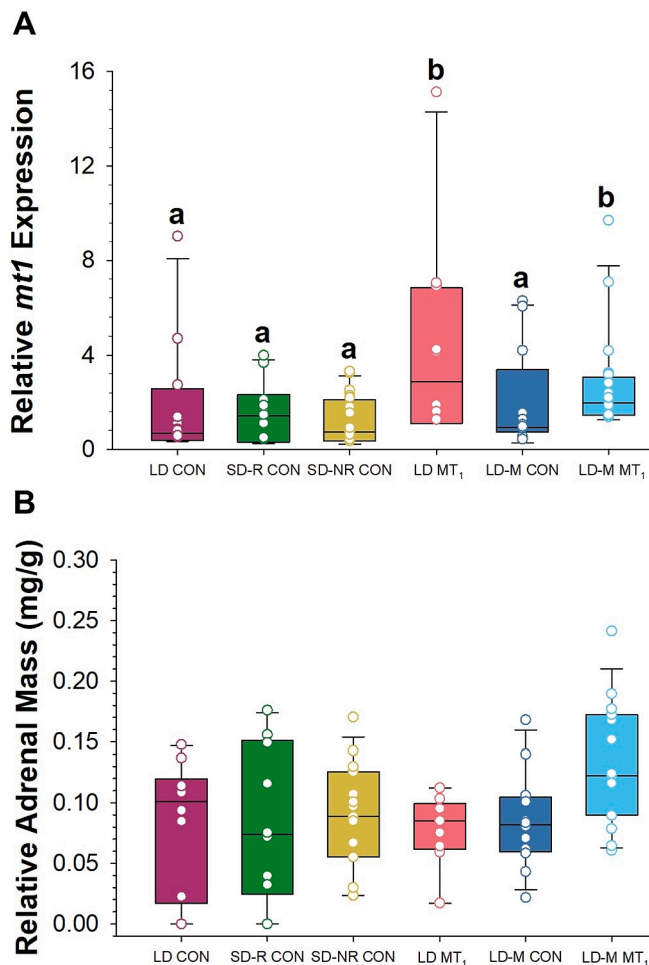 A
Relative mt1 Expression
16
12
8
4
0
a
a
a
b
a
b
LD CON
SD-R CON
SD-NR CON
LD MT₁
LD-M CON
LD-M MT₁
B
Relative Adrenal Mass (mg/g)
0.30
0.25
0.20
0.15
0.10
0.05
0.00
LD CON
SD-R CON
SD-NR CON
LD MT₁
LD-M CON
LD-M MT₁